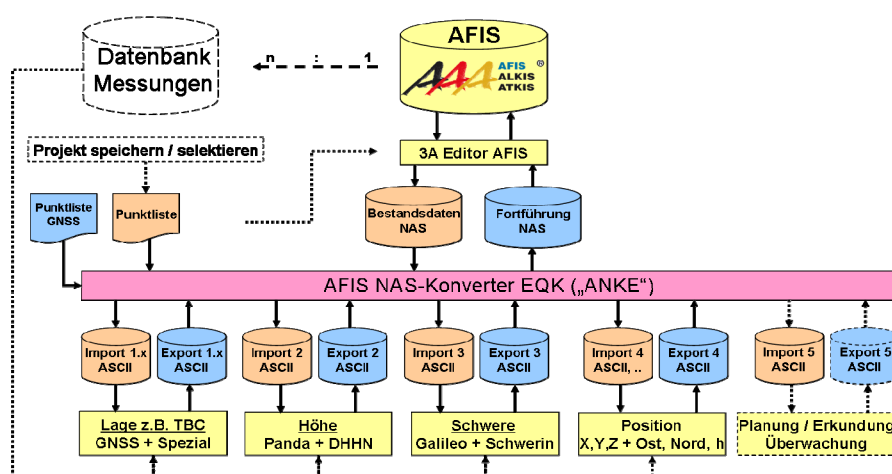 AFIS
Datenbank
Messungen
n : 1
AAA
AFIS
ALKIS
ATKIS
®
Projekt speichern / selektieren
3A Editor AFIS
Punktliste
GNSS
Punktliste
Bestandsdaten
NAS
Fortführung
NAS
AFIS NAS-Konverter EQK („ANKE“)
Import 1.x
ASCII
Export 1.x
ASCII
Import 2
ASCII
Export 2
ASCII
Import 3
ASCII
Export 3
ASCII
Import 4
ASCII, ..
Export 4
ASCII
Import 5
ASCII
Export 5
ASCII
Lage z.B. TBC
GNSS + Spezial
Höhe
Panda + DHHN
Schwere
Galileo + Schwerin
Position
X,Y,Z + Ost, Nord, h
Planung / Erkundung
Überwachung